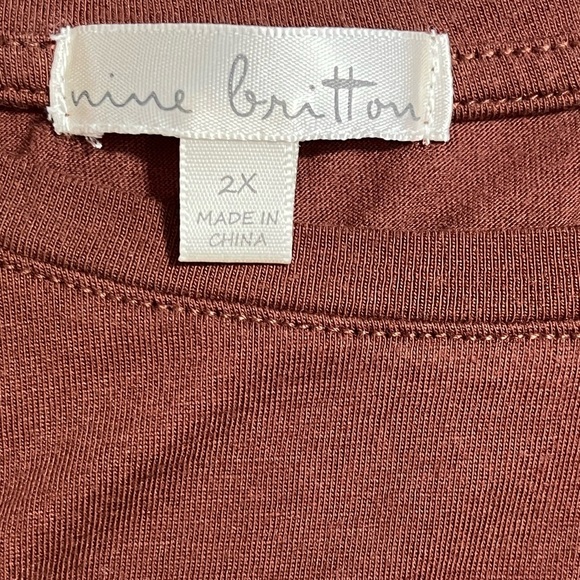 nine britton
2X
MADE IN
CHINA